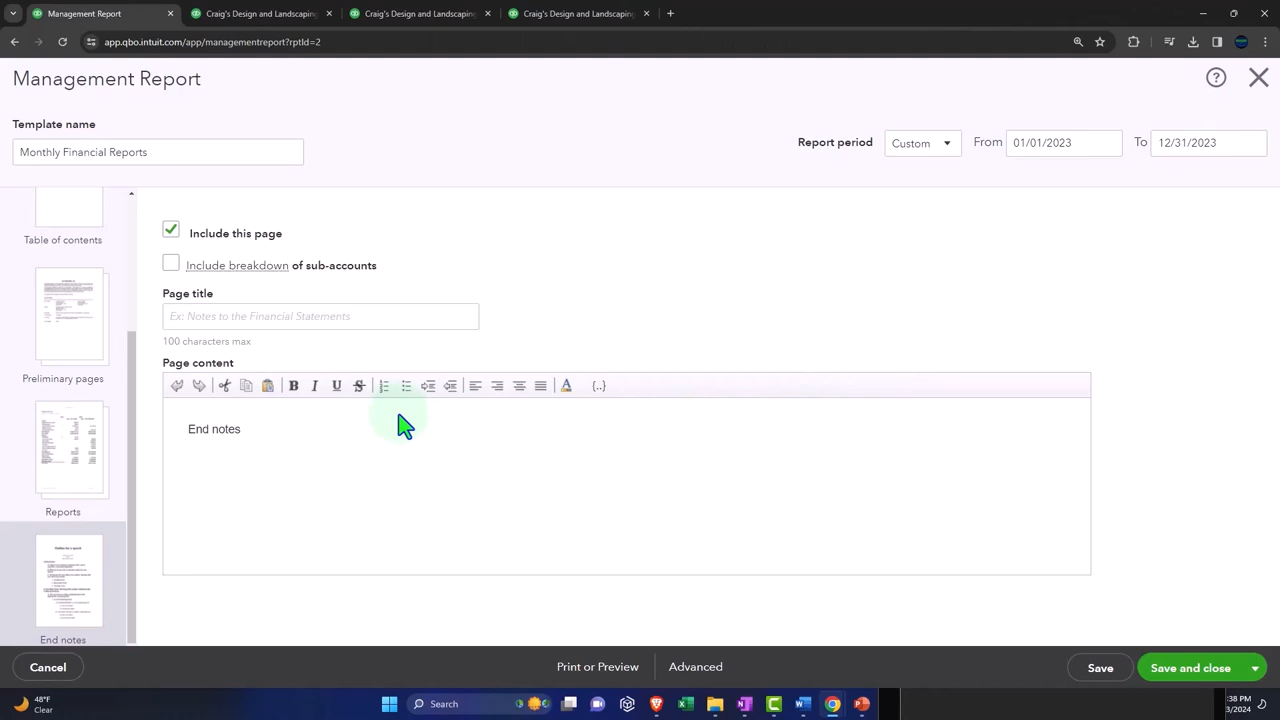 Management Report
Craig's Design and Landscaping
Craig's Design and Landscaping
Craig's Design and Landscaping
app.qbo.intuit.com/app/managementreport?rptId=2
Management Report
Template name
Monthly Financial Reports
Report period
Custom
From
01/01/2023
To
12/31/2023
Table of contents
Preliminary pages
Reports
End notes
Include this page
Include breakdown of sub-accounts
Page title
Ex: Notes to the Financial Statements
100 characters max
Page content
B I U S A {..}
End notes
Cancel
Print or Preview
Advanced
Save
Save and close
48°F
Clear
Search
:38 PM
3/2024